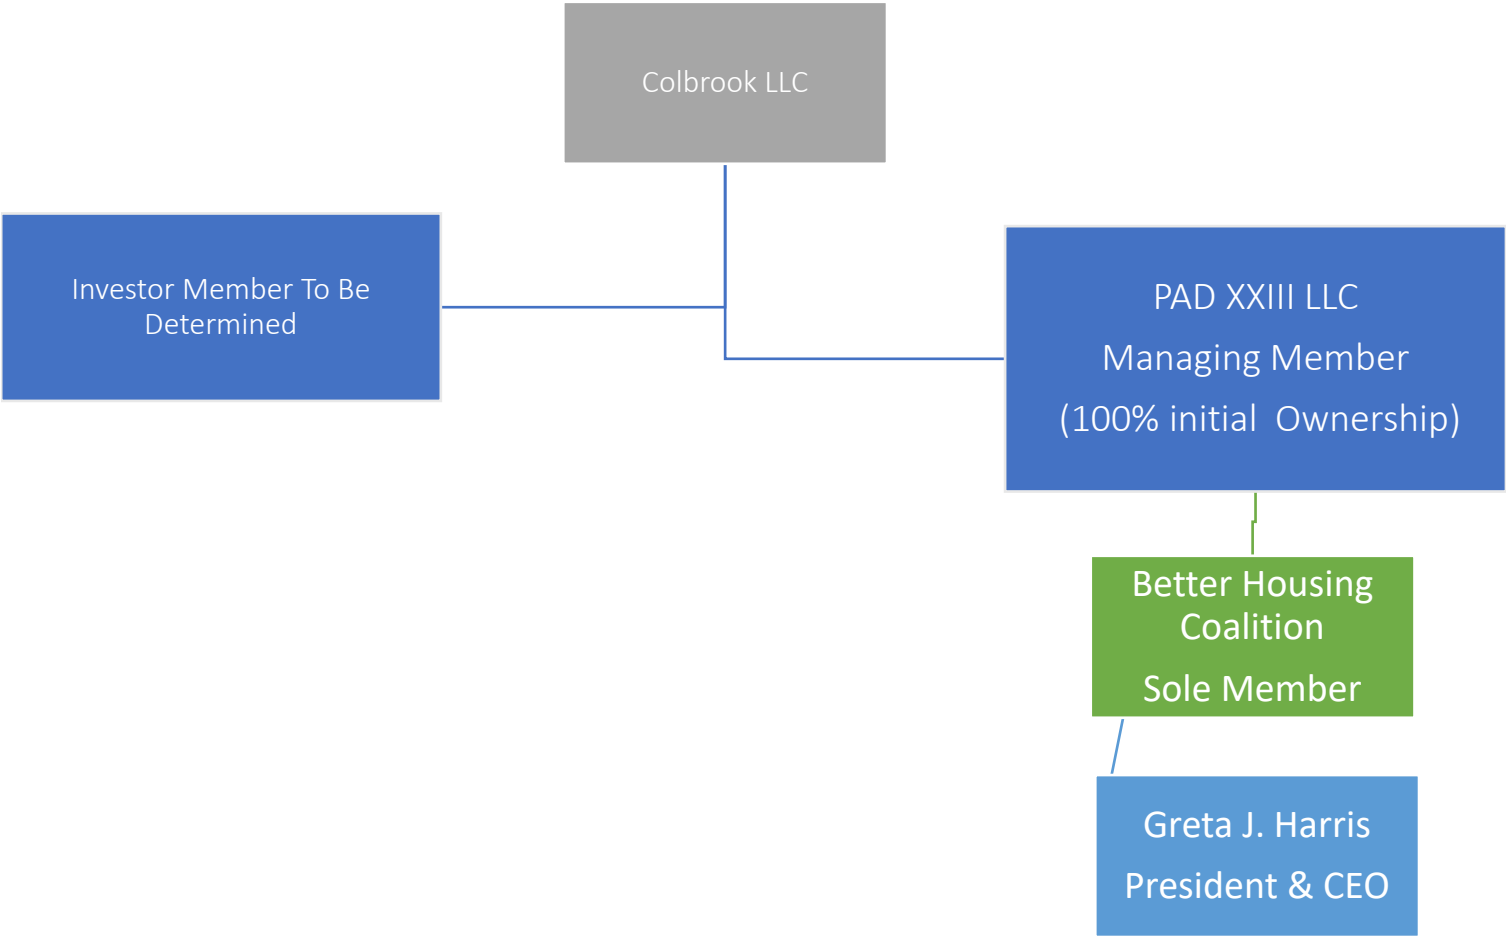 Colbrook LLC
Investor Member To Be
Determined
PAD XXIII LLC
Managing Member
(100% initial  Ownership)
Better Housing
Coalition
Sole Member
Greta J. Harris
President & CEO